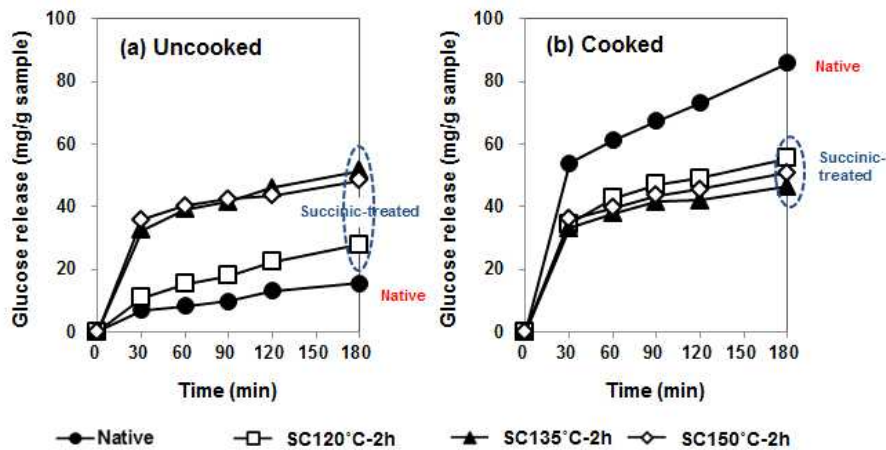 (a) Uncooked
Glucose release (mg/g sample)
100
80
60
40
20
0
0 30 60 90 120 150 180
Time (min)
Succinic-treated
Native
(b) Cooked
Glucose release (mg/g sample)
100
80
60
40
20
0
0 30 60 90 120 150 180
Time (min)
Native
Succinic-
treated
Native SC120°C-2h SC135°C-2h SC150°C-2h